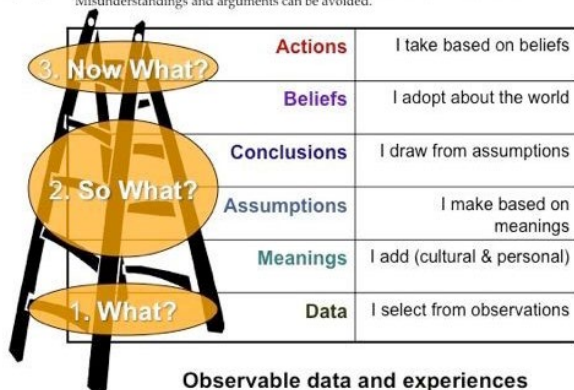 Misunderstandings and arguments can be avoided.
3. Now What?
Actions
I take based on beliefs
Beliefs
I adopt about the world
2. So What?
Conclusions
I draw from assumptions
Assumptions
I make based on
meanings
Meanings
I add (cultural & personal)
1. What?
Data
I select from observations
Observable data and experiences